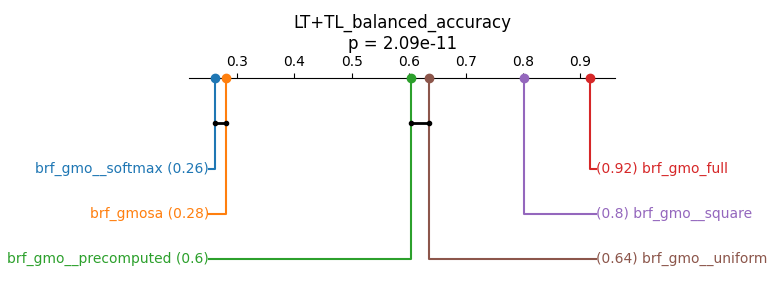 LT+TL_balanced_accuracy
p = 2.09e-11
0.3 0.4 0.5 0.6 0.7 0.8 0.9
brf_gmo__softmax (0.26) (0.92) brf_gmo_full
brf_gmosa (0.28) (0.8) brf_gmo__square
brf_gmo__precomputed (0.6) (0.64) brf_gmo__uniform